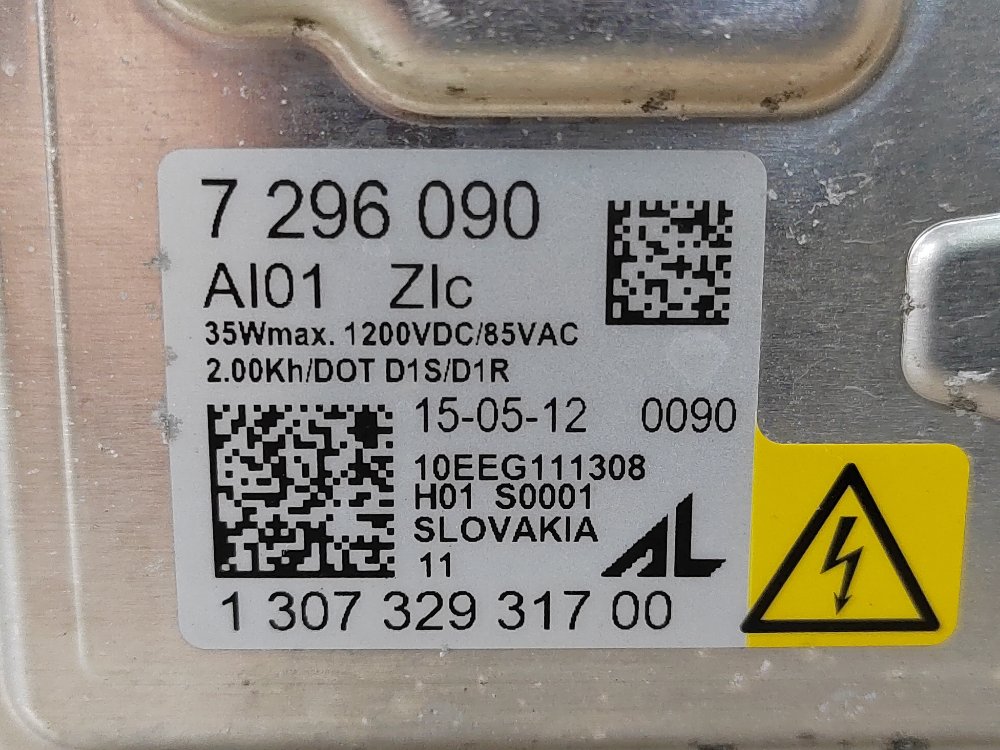 7 296 090
AI01 ZIc
35Wmax. 1200VDC/85VAC
2.00Kh/DOT D1S/D1R
15-05-12 0090
10EEG111308
H01 S0001
SLOVAKIA
11
AL
1 307 329 317 00